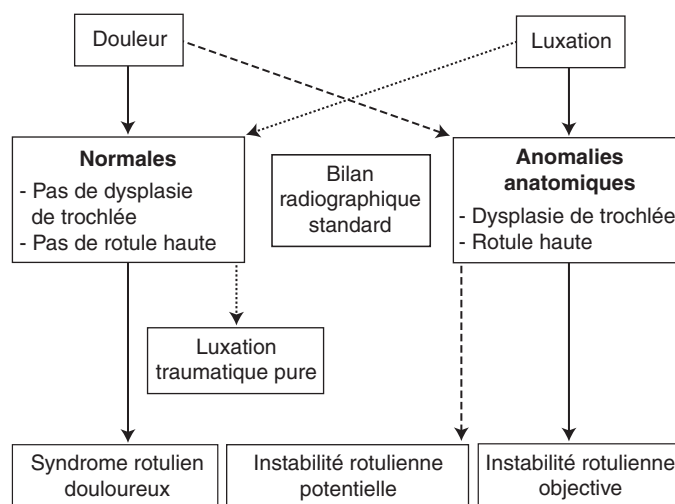 Douleur
Luxation
Normales
- Pas de dysplasie
de trochlée
- Pas de rotule haute
Bilan
radiographique
standard
Anomalies
anatomiques
- Dysplasie de trochlée
- Rotule haute
Luxation
traumatique pure
Syndrome rotulien
douloureux
Instabilité rotulienne
potentielle
Instabilité rotulienne
objective